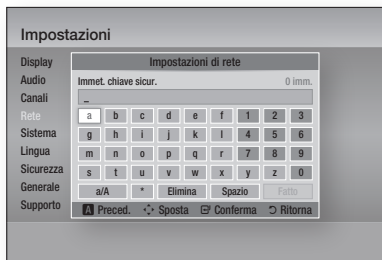 Impostazioni
Display
Audio
Canali
Rete
Sistema
Lingua
Sicurezza
Generale
Supporto
Impostazioni di rete
Immet. chiave sicur. 0 imm.
_
a b c d e f 1 2 3
g h i j k l 4 5 6
m n o p q r 7 8 9
s t u v w x y z 0
a/A * Elimina Spazio Fatto
A Preced. Sposta Conferma Ritorna